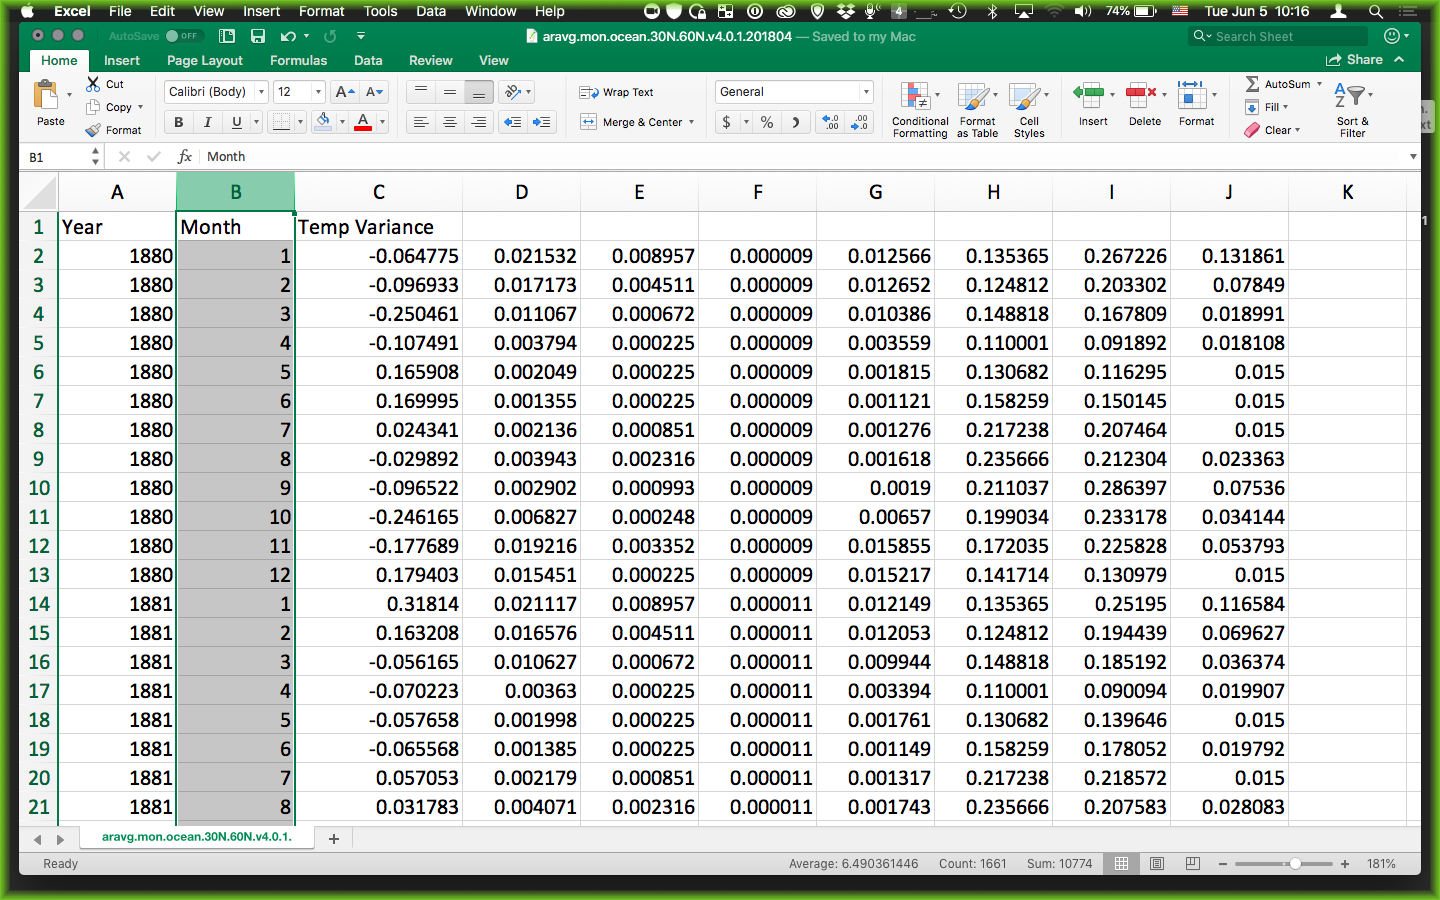 Excel File Edit View Insert Format Tools Data Window Help 4 74% Tue Jun 5 10:16
AutoSave OFF aravg.mon.ocean.30N.60N.v4.0.1.201804 — Saved to my Mac Search Sheet
Home Insert Page Layout Formulas Data Review View Share
Paste Cut Copy Format Calibri (Body) 12 A A B I U A Wrap Text Merge & Center General $ % Conditional Formatting Format as Table Cell Styles Insert Delete Format AutoSum Fill Clear Sort & Filter
B1 fx Month
A B C D E F G H I J K
1 Year Month Temp Variance
2 1880 1 -0.064775 0.021532 0.008957 0.000009 0.012566 0.135365 0.267226 0.131861
3 1880 2 -0.096933 0.017173 0.004511 0.000009 0.012652 0.124812 0.203302 0.07849
4 1880 3 -0.250461 0.011067 0.000672 0.000009 0.010386 0.148818 0.167809 0.018991
5 1880 4 -0.107491 0.003794 0.000225 0.000009 0.003559 0.110001 0.091892 0.018108
6 1880 5 0.165908 0.002049 0.000225 0.000009 0.001815 0.130682 0.116295 0.015
7 1880 6 0.169995 0.001355 0.000225 0.000009 0.001121 0.158259 0.150145 0.015
8 1880 7 0.024341 0.002136 0.000851 0.000009 0.001276 0.217238 0.207464 0.015
9 1880 8 -0.029892 0.003943 0.002316 0.000009 0.001618 0.235666 0.212304 0.023363
10 1880 9 -0.096522 0.002902 0.000993 0.000009 0.0019 0.211037 0.286397 0.07536
11 1880 10 -0.246165 0.006827 0.000248 0.000009 0.00657 0.199034 0.233178 0.034144
12 1880 11 -0.177689 0.019216 0.003352 0.000009 0.015855 0.172035 0.225828 0.053793
13 1880 12 0.179403 0.015451 0.000225 0.000009 0.015217 0.141714 0.130979 0.015
14 1881 1 0.31814 0.021117 0.008957 0.000011 0.012149 0.135365 0.25195 0.116584
15 1881 2 0.163208 0.016576 0.004511 0.000011 0.012053 0.124812 0.194439 0.069627
16 1881 3 -0.056165 0.010627 0.000672 0.000011 0.009944 0.148818 0.185192 0.036374
17 1881 4 -0.070223 0.00363 0.000225 0.000011 0.003394 0.110001 0.090094 0.019907
18 1881 5 -0.057658 0.001998 0.000225 0.000011 0.001761 0.130682 0.139646 0.015
19 1881 6 -0.065568 0.001385 0.000225 0.000011 0.001149 0.158259 0.178052 0.019792
20 1881 7 0.057053 0.002179 0.000851 0.000011 0.001317 0.217238 0.218572 0.015
21 1881 8 0.031783 0.004071 0.002316 0.000011 0.001743 0.235666 0.207583 0.028083
aravg.mon.ocean.30N.60N.v4.0.1. +
Ready Average: 6.490361446 Count: 1661 Sum: 10774 181%